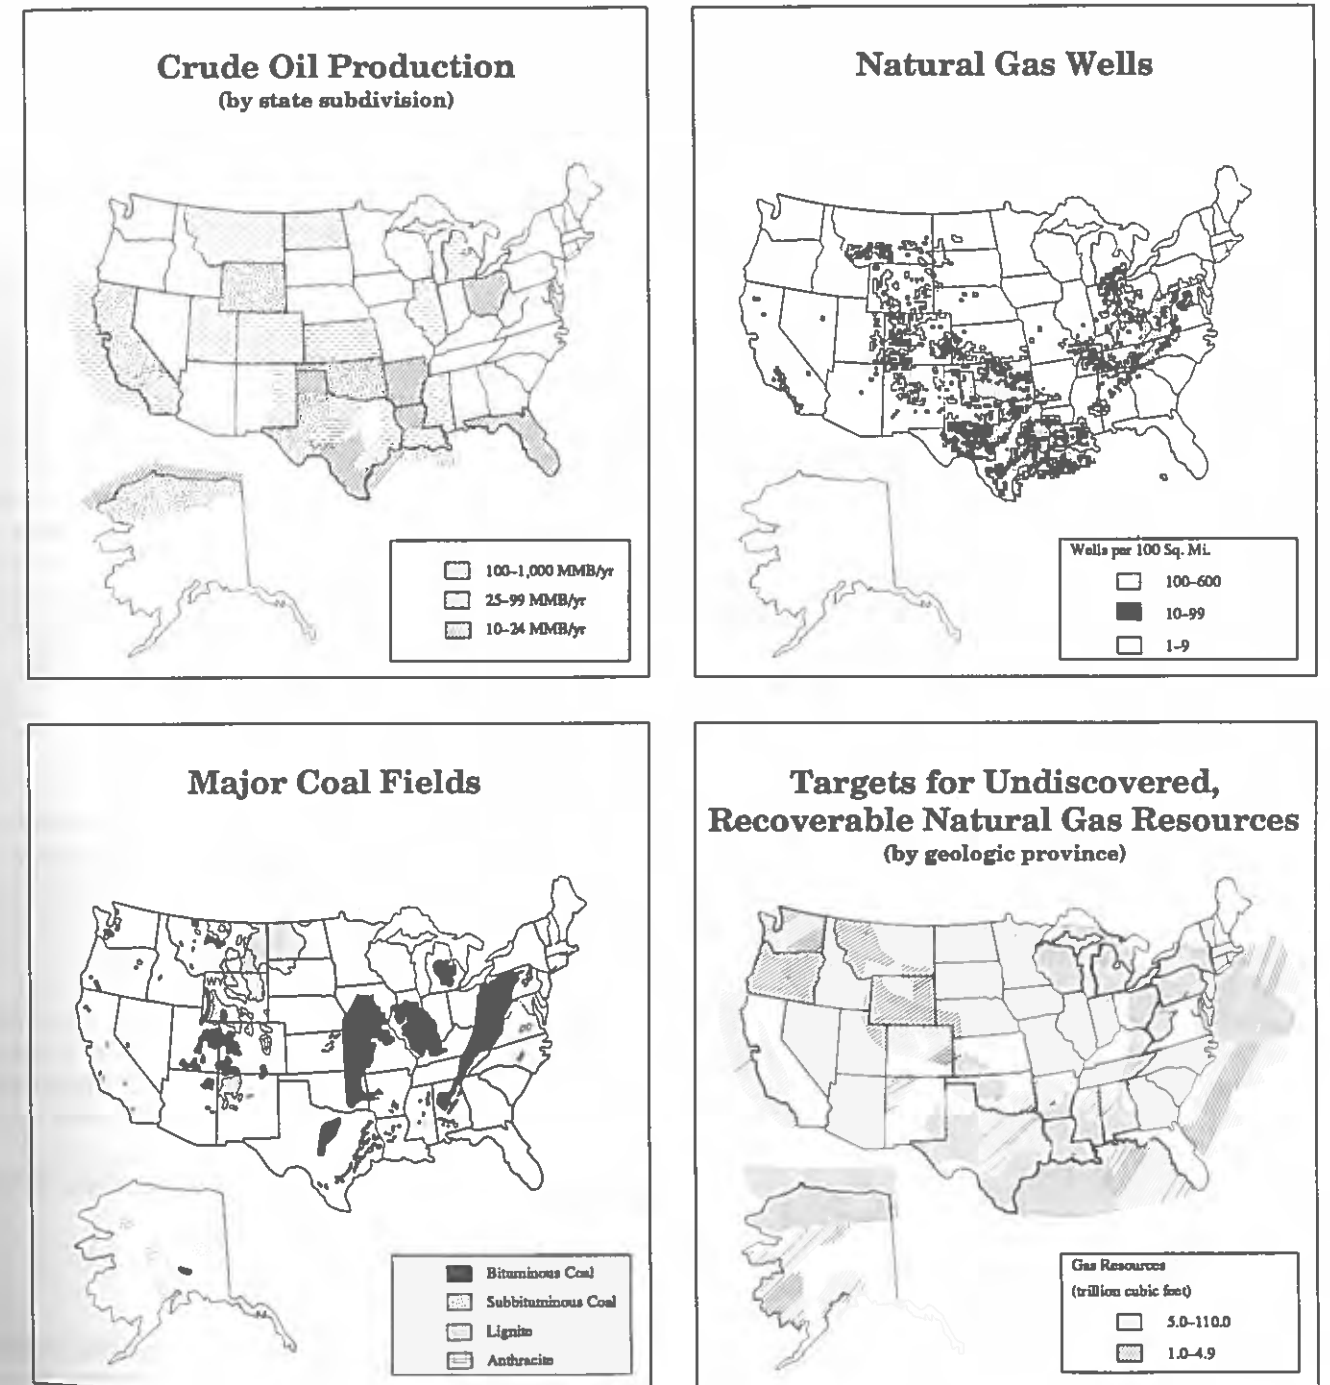 Crude Oil Production
(by state subdivision)
100–1,000 MMB/yr
25–99 MMB/yr
10–24 MMB/yr
Natural Gas Wells
Wells per 100 Sq. Mi.
100–600
10–99
1–9
Major Coal Fields
WY
Bituminous Coal
Subbituminous Coal
Lignite
Anthracite
Targets for Undiscovered,
Recoverable Natural Gas Resources
(by geologic province)
Gas Resources
(trillion cubic feet)
5.0–110.0
1.0–4.9